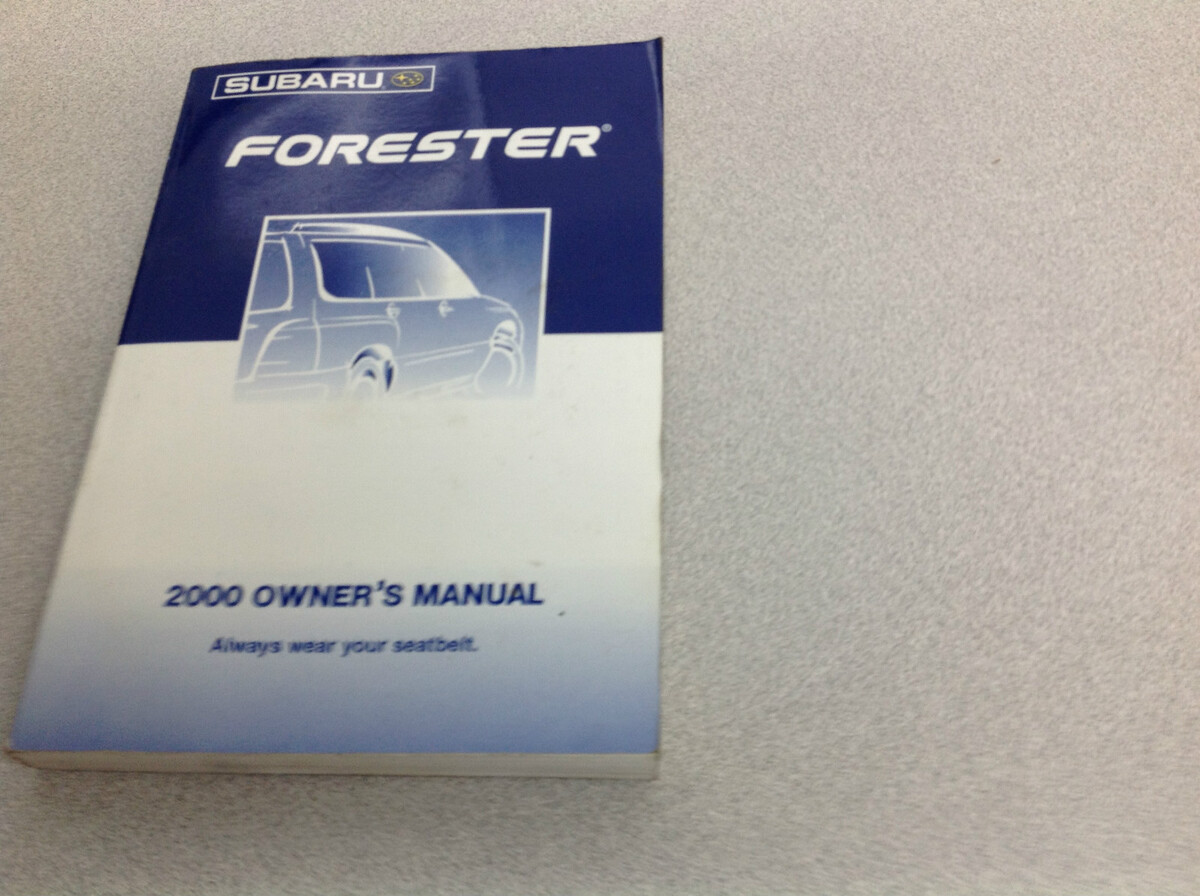 SUBARU
FORESTER®
2000 OWNER'S MANUAL
Always wear your seatbelt.